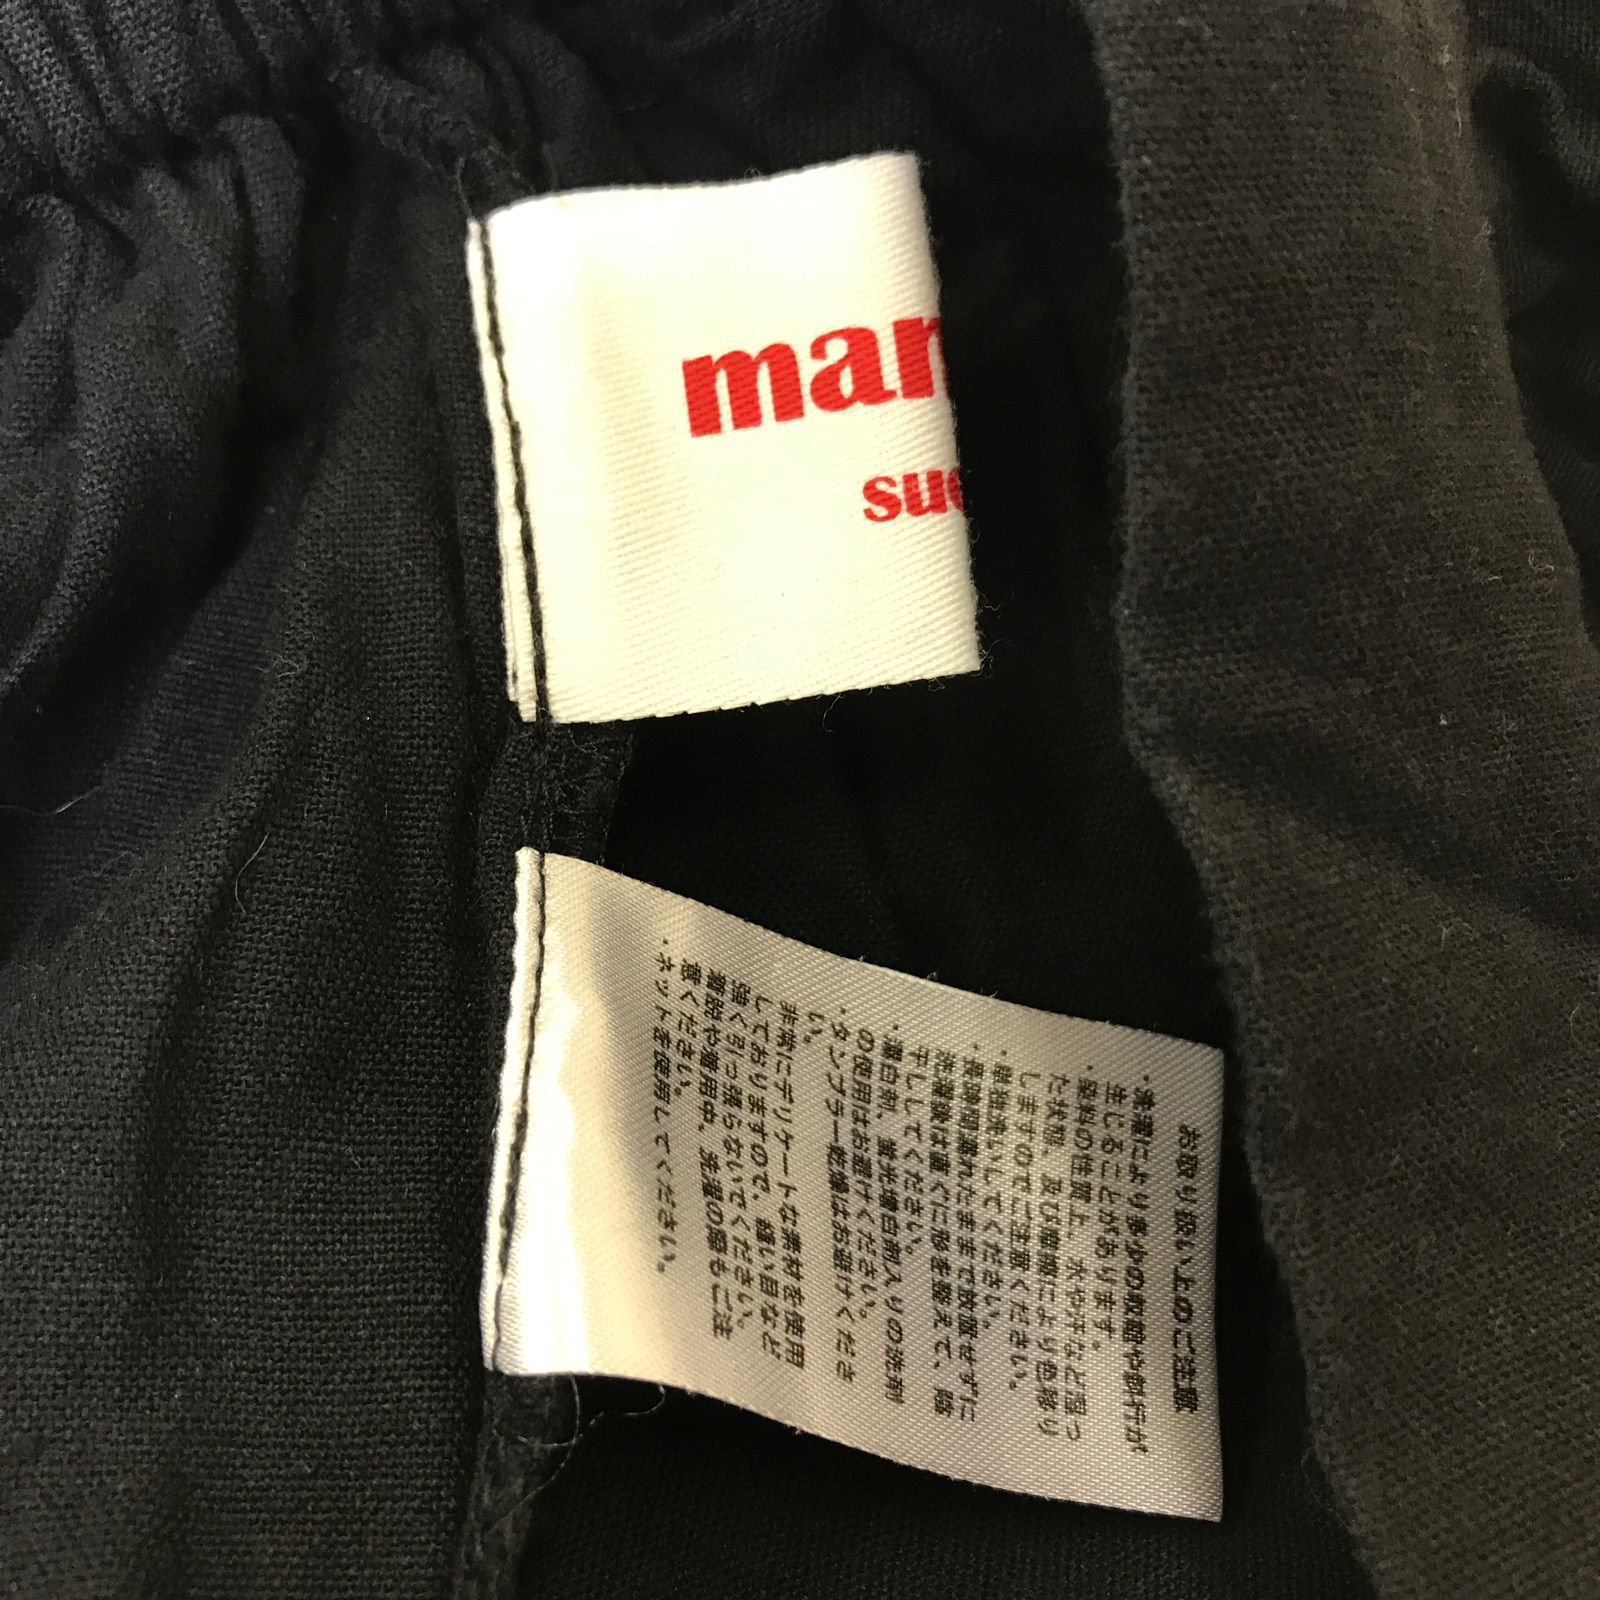 man
sue
お取り扱い上のご注意
・洗濯により多少の収縮や斜行が
生じることがあります。
・染料の性質上、水や汗など湿っ
た状態、及び摩擦により色移り
しますのでご注意ください。
・単独洗いしてください。
・長時間濡れたままで放置せずに
洗濯後は直ぐに形を整えて、陰
干ししてください。
・漂白剤、蛍光増白剤入りの洗剤
の使用はお避けください。
・タンブラー乾燥はお避けくださ
い。
非常にデリケートな素材を使用
しておりますので、縫い目など
強く引っ張らないでください。
着脱や着用中、洗濯の際もご注
意ください。
・ネットを使用してください。